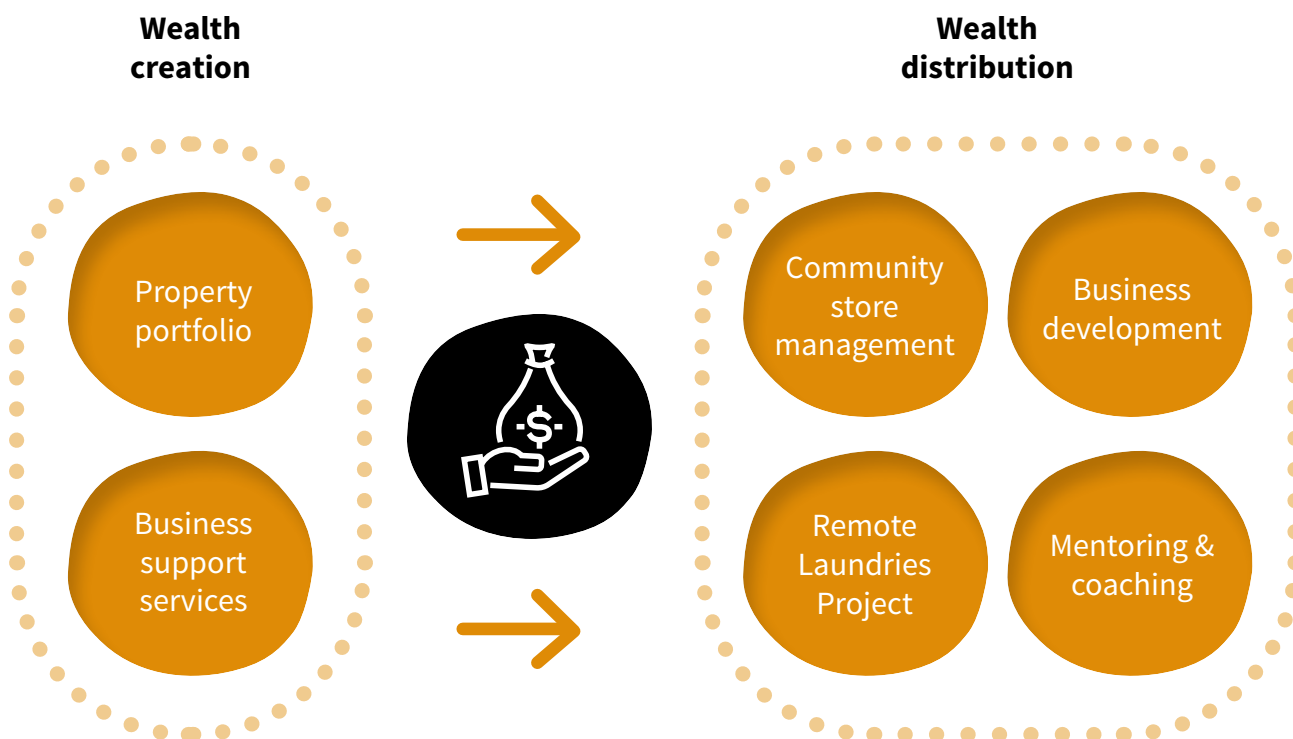 Wealth
creation
Property
portfolio
Business
support
services
$
Wealth
distribution
Community
store
management
Business
development
Remote
Laundries
Project
Mentoring &
coaching